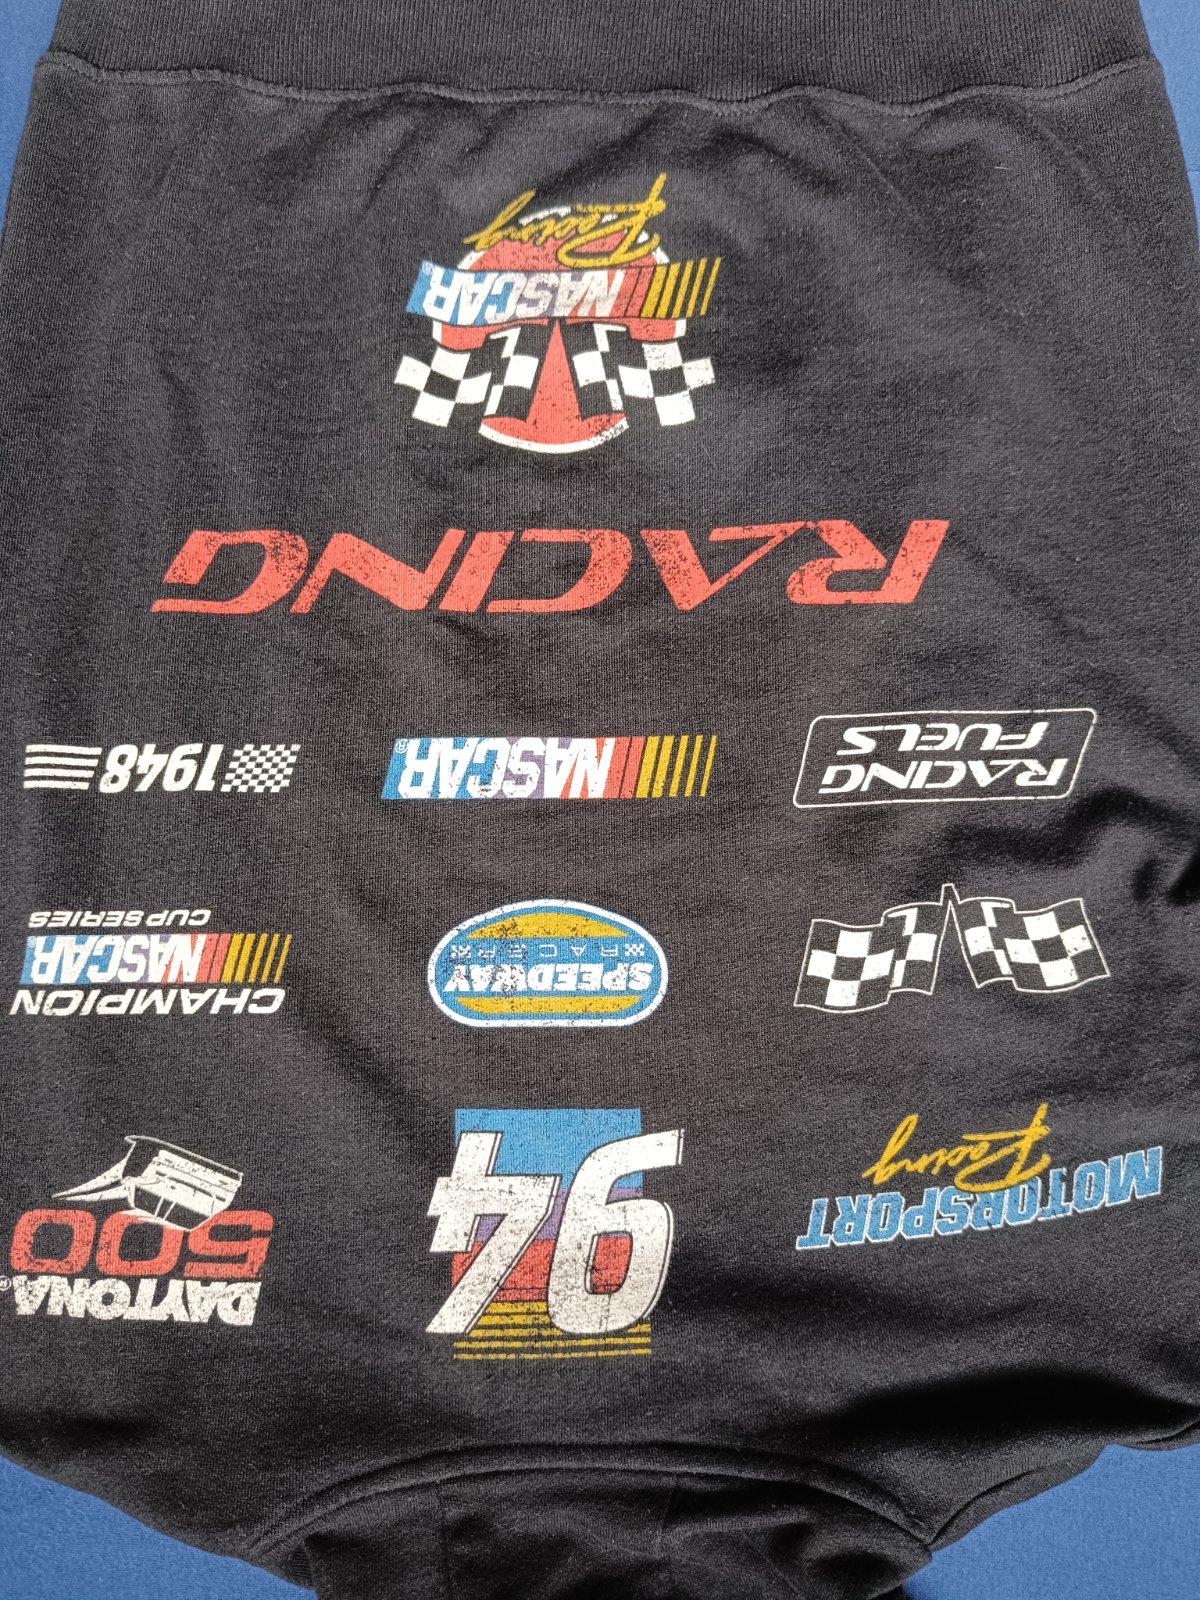 MOTORSPORT
Racing
94
DAYTONA
500
SPEEDWAY
RACER
CHAMPION
NASCAR®
CUP SERIES
RACING
FUELS
NASCAR®
1948
RACING
NASCAR®
Racing